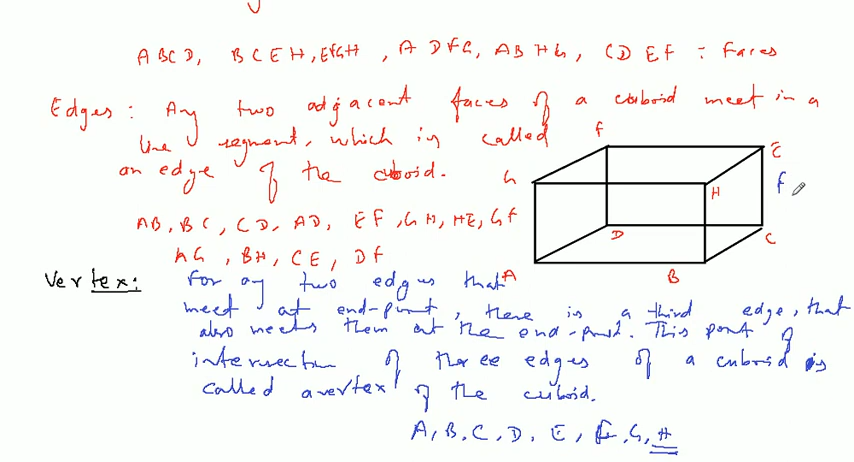 ABCD, BCEH, EFGH, ADFG, ABHG, CDEF : Faces
Edges: Any two adjacent faces of a cuboid meet in a
line segment, which is called
an edge of the cuboid.
F
E
G
H
f
D
C
A
B
AB, BC, CD, AD, EF, GH, HE, GF
AG, BH, CE, DF
Vertex: For any two edges that
meet at end-point, there is a third edge, that
also meets them at the end-point. This point of
intersection of three edges of a cuboid is
called a vertex of the cuboid.
A, B, C, D, E, F, G, H